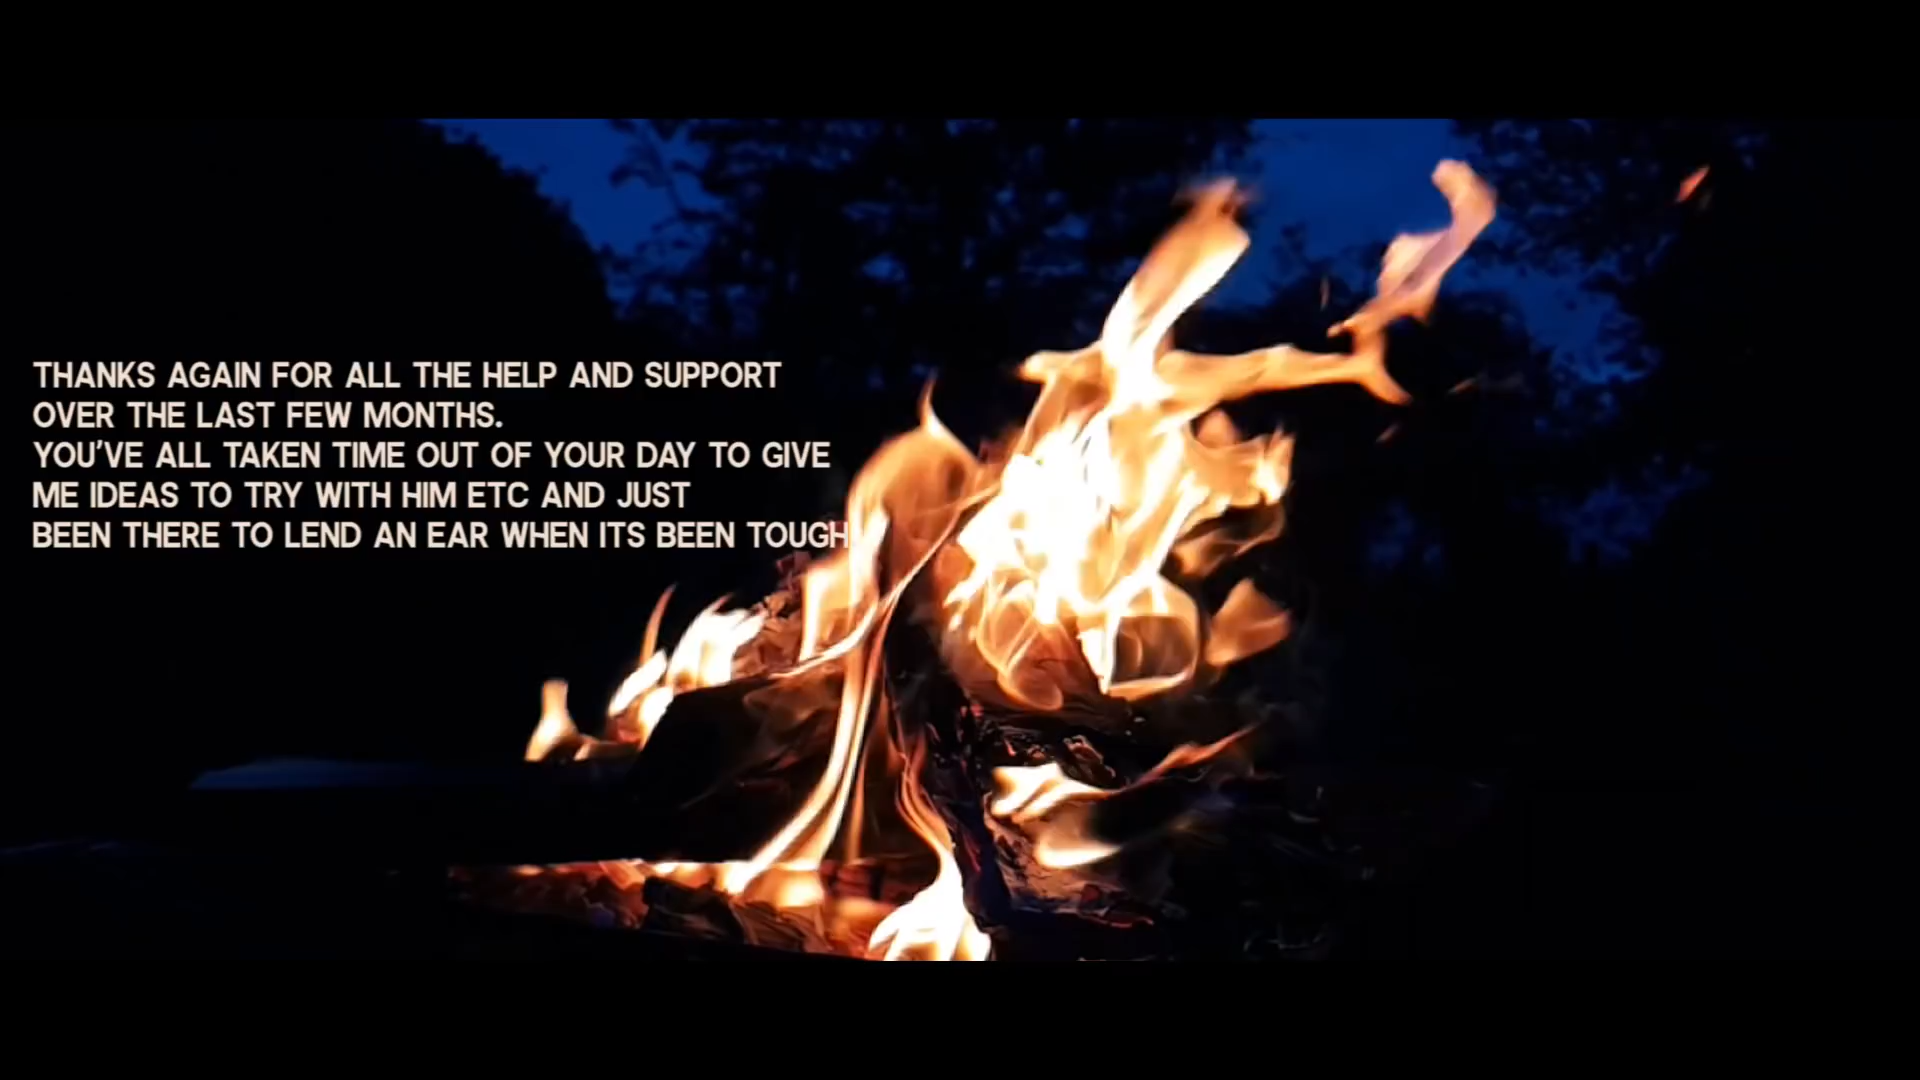 THANKS AGAIN FOR ALL THE HELP AND SUPPORT
OVER THE LAST FEW MONTHS.
YOU'VE ALL TAKEN TIME OUT OF YOUR DAY TO GIVE
ME IDEAS TO TRY WITH HIM ETC AND JUST
BEEN THERE TO LEND AN EAR WHEN ITS BEEN TOUGH